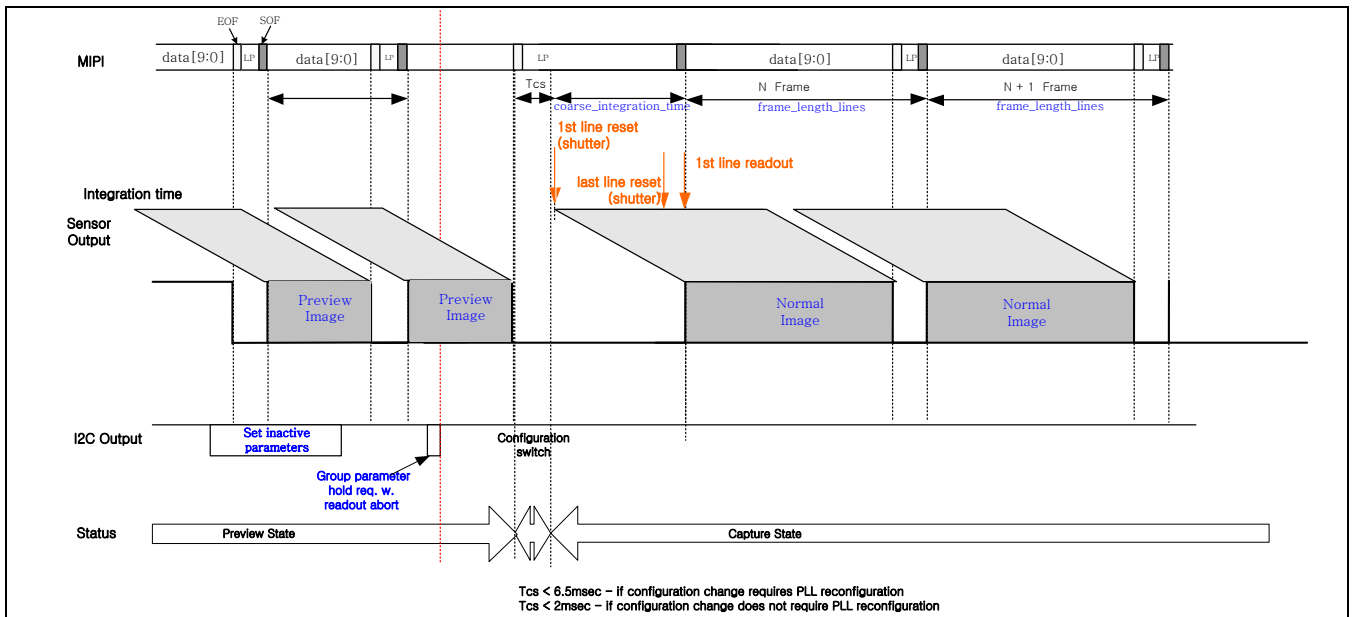 EOF
SOF
MIPI
data[9:0]
LP
data[9:0]
LP
LP
data[9:0]
LP
data[9:0]
LP
Tcs
N Frame
N + 1 Frame
coarse_integration_time
frame_length_lines
frame_length_lines
1st line reset
(shutter)
1st line readout
last line reset
(shutter)
Integration time
Sensor
Output
Preview
Image
Preview
Image
Normal
Image
Normal
Image
I2C Output
Set inactive
parameters
Configuration
switch
Group parameter
hold req. w.
readout abort
Status
Preview State
Capture State
Tcs < 6.5msec - if configuration change requires PLL reconfiguration
Tcs < 2msec - if configuration change does not require PLL reconfiguration